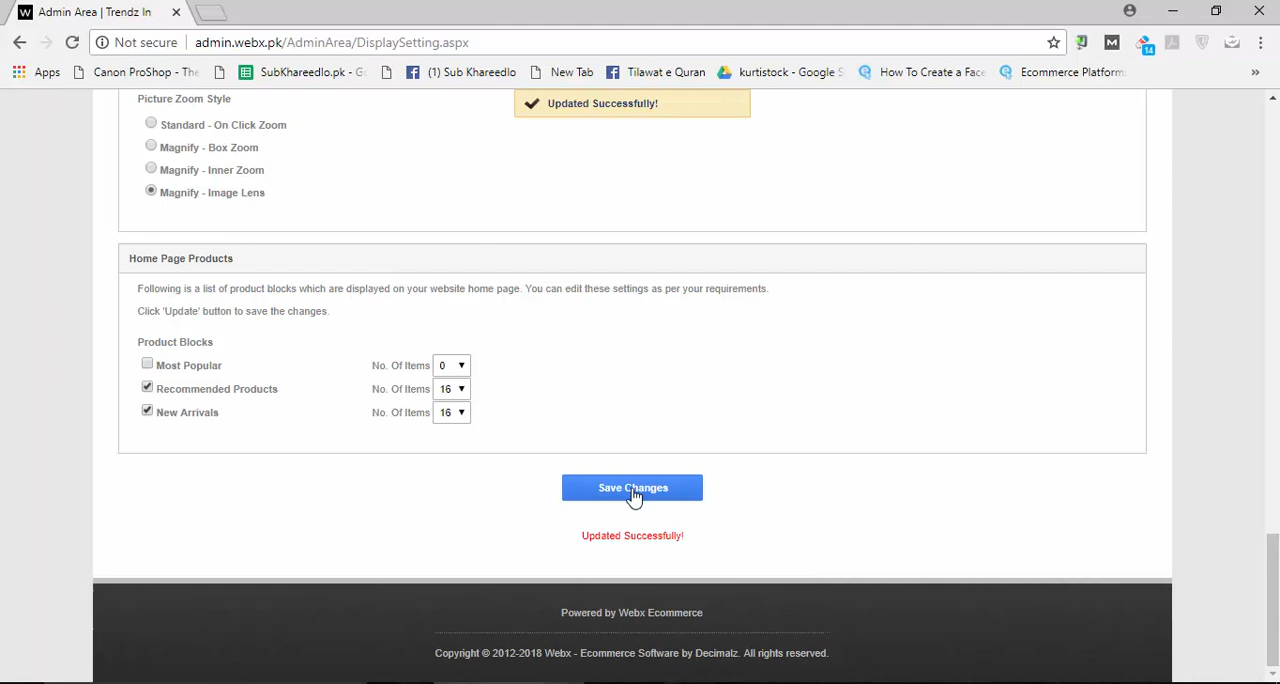 W Admin Area | Trendz In
Not secure | admin.webx.pk/AdminArea/DisplaySetting.aspx
Apps Canon ProShop - The SubKhareedlo.pk - Go (1) Sub Khareedlo New Tab Tilawat e Quran kurtistock - Google S How To Create a Face Ecommerce Platform: »
M 14
Picture Zoom Style
Updated Successfully!
Standard - On Click Zoom
Magnify - Box Zoom
Magnify - Inner Zoom
Magnify - Image Lens
Home Page Products
Following is a list of product blocks which are displayed on your website home page. You can edit these settings as per your requirements.
Click 'Update' button to save the changes.
Product Blocks
Most Popular No. Of Items 0
Recommended Products No. Of Items 16
New Arrivals No. Of Items 16
Save Changes
Updated Successfully!
Powered by Webx Ecommerce
Copyright © 2012-2018 Webx - Ecommerce Software by Decimalz. All rights reserved.